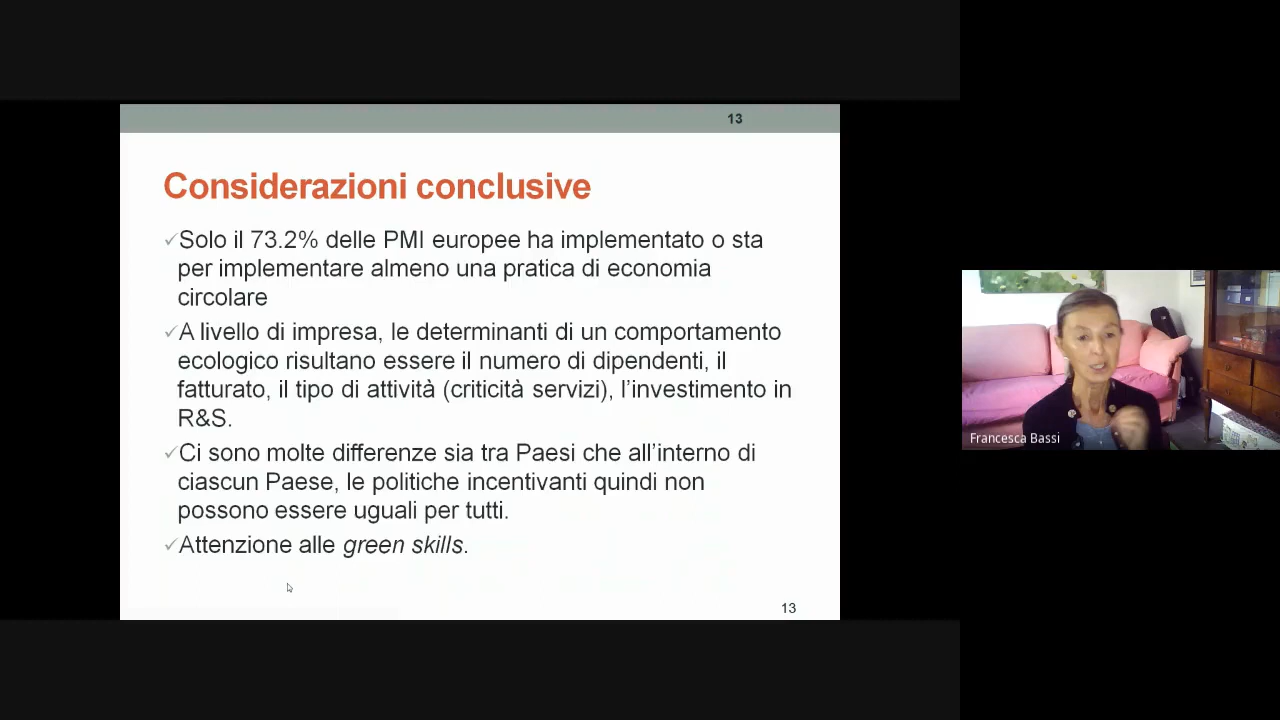 13
Considerazioni conclusive
✓Solo il 73.2% delle PMI europee ha implementato o sta
per implementare almeno una pratica di economia
circolare
✓A livello di impresa, le determinanti di un comportamento
ecologico risultano essere il numero di dipendenti, il
fatturato, il tipo di attività (criticità servizi), l’investimento in
R&S.
✓Ci sono molte differenze sia tra Paesi che all’interno di
ciascun Paese, le politiche incentivanti quindi non
possono essere uguali per tutti.
✓Attenzione alle green skills.
13
Francesca Bassi